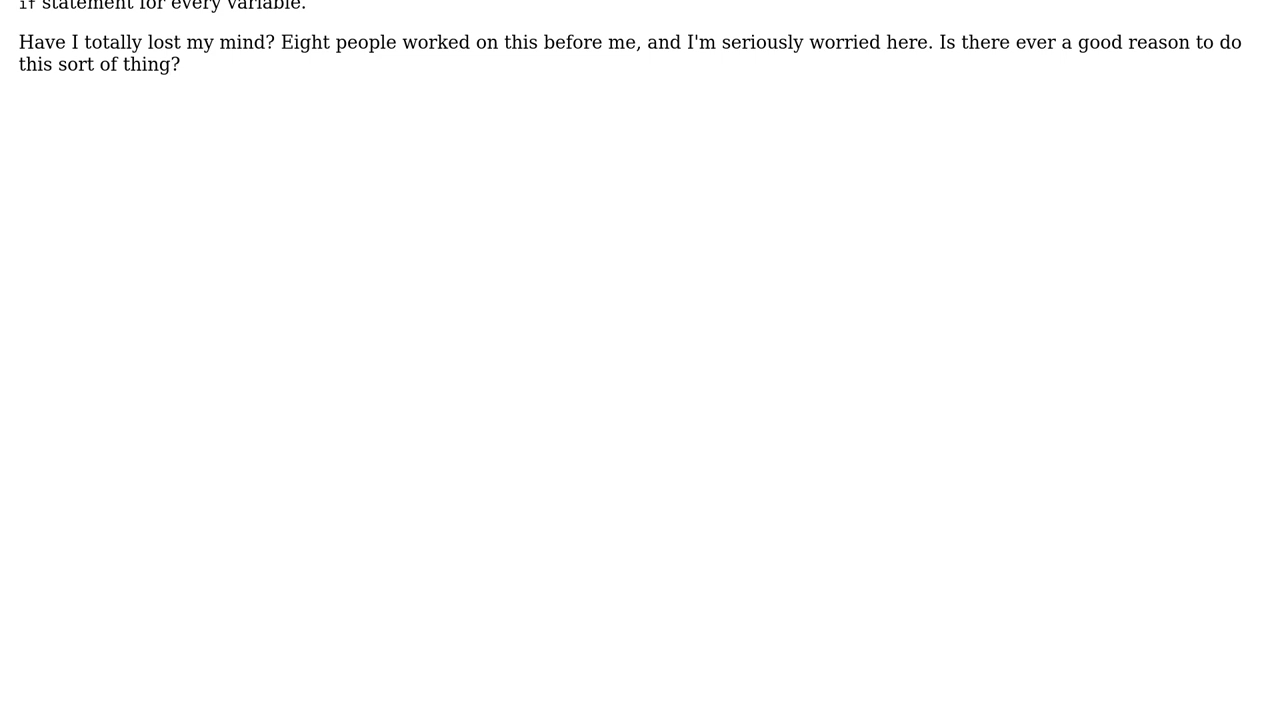 if statement for every variable.
Have I totally lost my mind? Eight people worked on this before me, and I'm seriously worried here. Is there ever a good reason to do
this sort of thing?